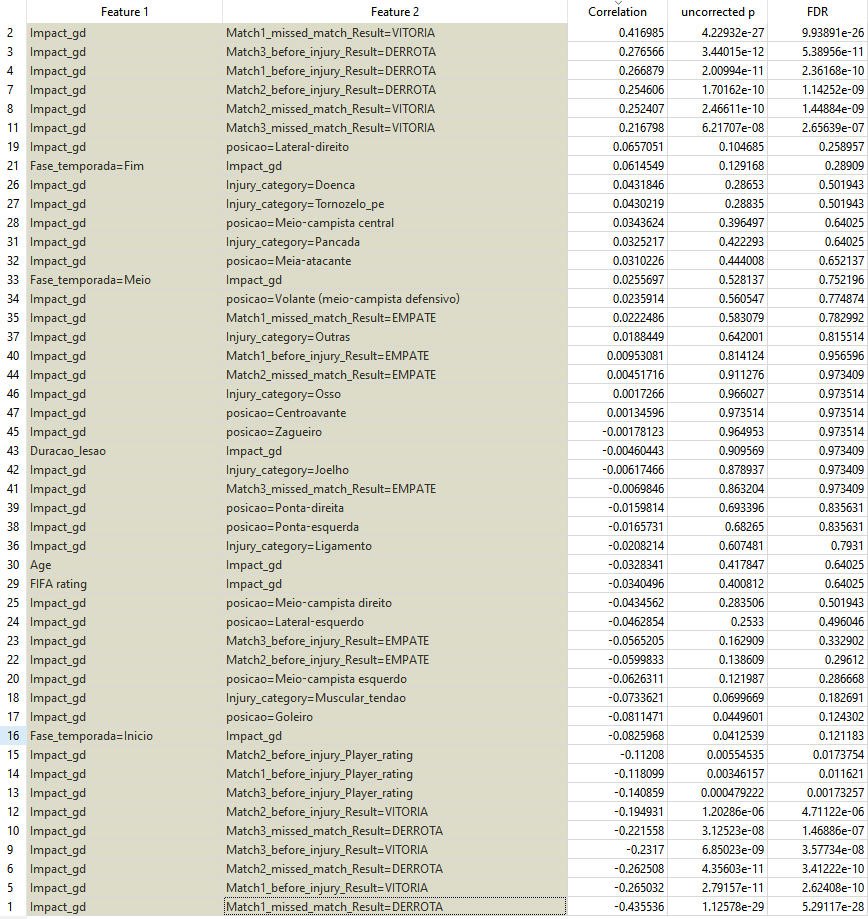 Feature 1 Feature 2 Correlation uncorrected p FDR
2 Impact_gd Match1_missed_match_Result=VITORIA 0.416985 4.22932e-27 9.93891e-26
3 Impact_gd Match3_before_injury_Result=DERROTA 0.276566 3.44015e-12 5.38956e-11
4 Impact_gd Match1_before_injury_Result=DERROTA 0.266879 2.00994e-11 2.36168e-10
7 Impact_gd Match2_before_injury_Result=DERROTA 0.254606 1.70162e-10 1.14252e-09
8 Impact_gd Match2_missed_match_Result=VITORIA 0.252407 2.46611e-10 1.44884e-09
11 Impact_gd Match3_missed_match_Result=VITORIA 0.216798 6.21707e-08 2.65639e-07
19 Impact_gd posicao=Lateral-direito 0.0657051 0.104685 0.258957
21 Fase_temporada=Fim Impact_gd 0.0614549 0.129168 0.28909
26 Impact_gd Injury_category=Doenca 0.0431846 0.28653 0.501943
27 Impact_gd Injury_category=Tornozelo_pe 0.0430219 0.28835 0.501943
28 Impact_gd posicao=Meio-campista central 0.0343624 0.396497 0.64025
31 Impact_gd Injury_category=Pancada 0.0325217 0.422293 0.64025
32 Impact_gd posicao=Meia-atacante 0.0310226 0.444008 0.652137
33 Fase_temporada=Meio Impact_gd 0.0255697 0.528137 0.752196
34 Impact_gd posicao=Volante (meio-campista defensivo) 0.0235914 0.560547 0.774874
35 Impact_gd Match1_missed_match_Result=EMPATE 0.0222486 0.583079 0.782992
37 Impact_gd Injury_category=Outras 0.0188449 0.642001 0.815514
40 Impact_gd Match1_before_injury_Result=EMPATE 0.00953081 0.814124 0.956596
44 Impact_gd Match2_missed_match_Result=EMPATE 0.00451716 0.911276 0.973409
46 Impact_gd Injury_category=Osso 0.0017266 0.966027 0.973514
47 Impact_gd posicao=Centroavante 0.00134596 0.973514 0.973514
45 Impact_gd posicao=Zagueiro -0.00178123 0.964953 0.973514
43 Duracao_lesao Impact_gd -0.00460443 0.909569 0.973409
42 Impact_gd Injury_category=Joelho -0.00617466 0.878937 0.973409
41 Impact_gd Match3_missed_match_Result=EMPATE -0.0069846 0.863204 0.973409
39 Impact_gd posicao=Ponta-direita -0.0159814 0.693396 0.835631
38 Impact_gd posicao=Ponta-esquerda -0.0165731 0.68265 0.835631
36 Impact_gd Injury_category=Ligamento -0.0208214 0.607481 0.7931
30 Age Impact_gd -0.0328341 0.417847 0.64025
29 FIFA rating Impact_gd -0.0340496 0.400812 0.64025
25 Impact_gd posicao=Meio-campista direito -0.0434562 0.283506 0.501943
24 Impact_gd posicao=Lateral-esquerdo -0.0462854 0.2533 0.496046
23 Impact_gd Match3_before_injury_Result=EMPATE -0.0565205 0.162909 0.332902
22 Impact_gd Match2_before_injury_Result=EMPATE -0.0599833 0.138609 0.29612
20 Impact_gd posicao=Meio-campista esquerdo -0.0626311 0.121987 0.286668
18 Impact_gd Injury_category=Muscular_tendao -0.0733621 0.0699669 0.182691
17 Impact_gd posicao=Goleiro -0.0811471 0.0449601 0.124302
16 Fase_temporada=Inicio Impact_gd -0.0825968 0.0412539 0.121183
15 Impact_gd Match2_before_injury_Player_rating -0.11208 0.00554535 0.0173754
14 Impact_gd Match1_before_injury_Player_rating -0.118099 0.00346157 0.011621
13 Impact_gd Match3_before_injury_Player_rating -0.140859 0.000479222 0.00173257
12 Impact_gd Match2_before_injury_Result=VITORIA -0.194931 1.20286e-06 4.71122e-06
10 Impact_gd Match3_missed_match_Result=DERROTA -0.221558 3.12523e-08 1.46886e-07
9 Impact_gd Match3_before_injury_Result=VITORIA -0.2317 6.85023e-09 3.57734e-08
6 Impact_gd Match2_missed_match_Result=DERROTA -0.262508 4.35603e-11 3.41222e-10
5 Impact_gd Match1_before_injury_Result=VITORIA -0.265032 2.79157e-11 2.62408e-10
1 Impact_gd Match1_missed_match_Result=DERROTA -0.435536 1.12578e-29 5.29117e-28